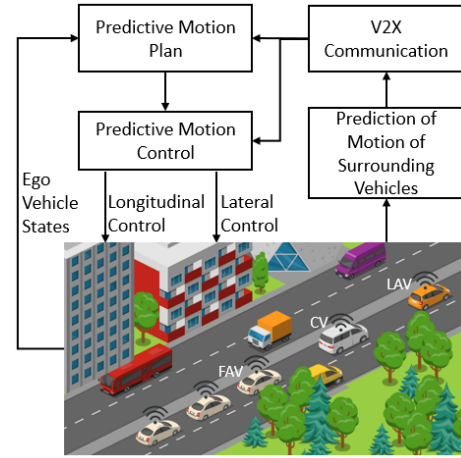 Predictive Motion
Plan
V2X
Communication
Predictive Motion
Control
Prediction of
Motion of
Surrounding
Vehicles
Ego
Vehicle
States
Longitudinal
Control
Lateral
Control
LAV
CV
FAV